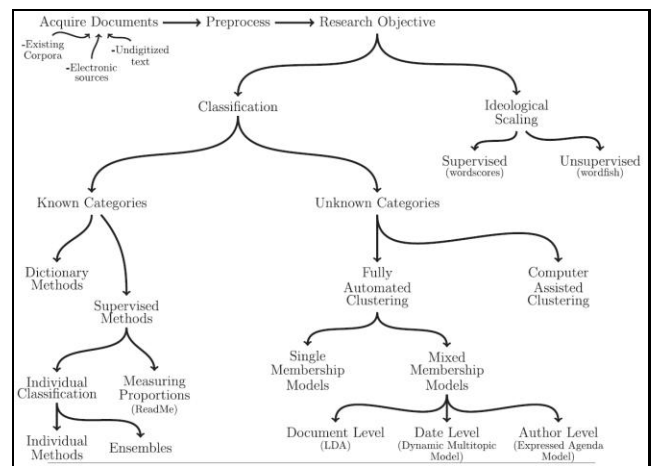 Acquire Documents
Preprocess
Research Objective
-Existing
Corpora
-Electronic
sources
-Undigitized
text
Classification
Ideological
Scaling
Supervised
(wordscores)
Unsupervised
(wordfish)
Known Categories
Unknown Categories
Dictionary
Methods
Supervised
Methods
Fully
Automated
Clustering
Computer
Assisted
Clustering
Individual
Classification
Measuring
Proportions
(ReadMe)
Single
Membership
Models
Mixed
Membership
Models
Individual
Methods
Ensembles
Document Level
(LDA)
Date Level
(Dynamic Multitopic
Model)
Author Level
(Expressed Agenda
Model)